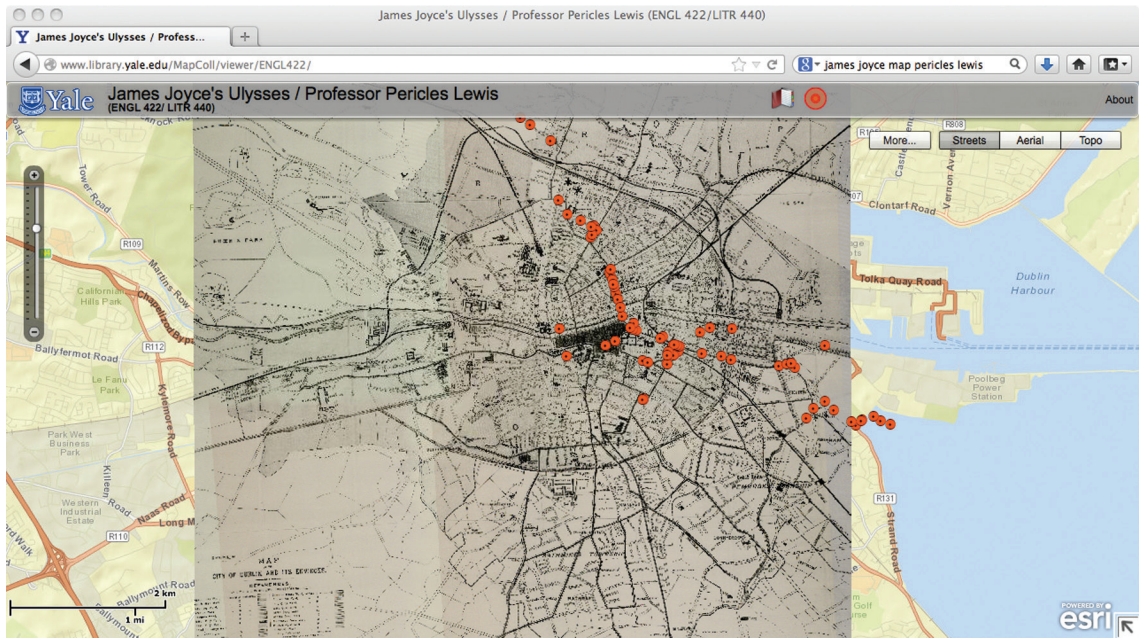 James Joyce's Ulysses / Professor Pericles Lewis (ENGL 422/LITR 440)
Y James Joyce's Ulysses / Profess...
www.library.yale.edu/MapColl/viewer/ENGL422/
james joyce map pericles lewis
Yale
James Joyce's Ulysses / Professor Pericles Lewis
(ENGL 422/ LITR 440)
About
More...
Streets
Aerial
Topo
R808
Vernon Ave
Clontarf Road
Tower Road
R109
Martins Row
Californian
Hills Park
Chapelizod Byp
R112
Ballyfermot Road
Le Fanu
Park
Kylemore Road
Park West
Business
Park
Killeen Road
Western
Industrial
Estate
Naas Road
Long M
R110
Ballymount Road
Tolka Quay Road
Dublin
Harbour
Poolbeg
Power
Station
R131
Strand Road
Golf
MAP
CITY OF DUBLIN AND ITS ENVIRONS
2 km
1 mi
POWERED BY
esri